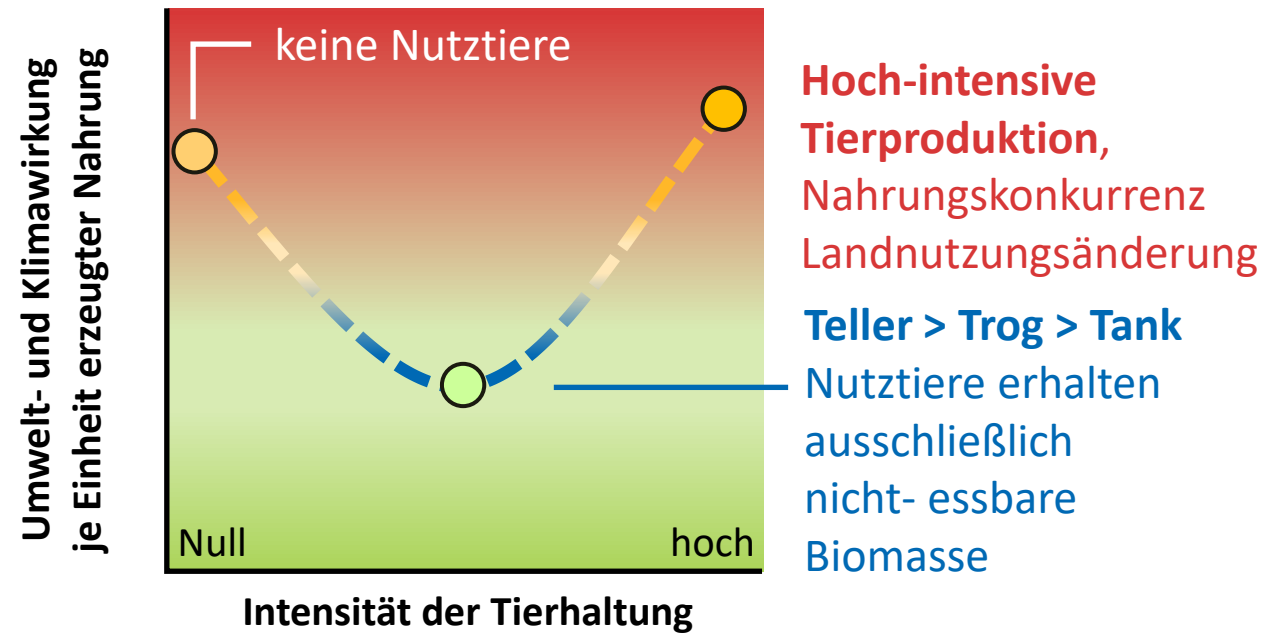 Umwelt- und Klimawirkung
je Einheit erzeugter Nahrung
keine Nutztiere
Null
hoch
Intensität der Tierhaltung
Hoch-intensive
Tierproduktion,
Nahrungskonkurrenz
Landnutzungsänderung
Teller > Trog > Tank
Nutztiere erhalten
ausschließlich
nicht- essbare
Biomasse